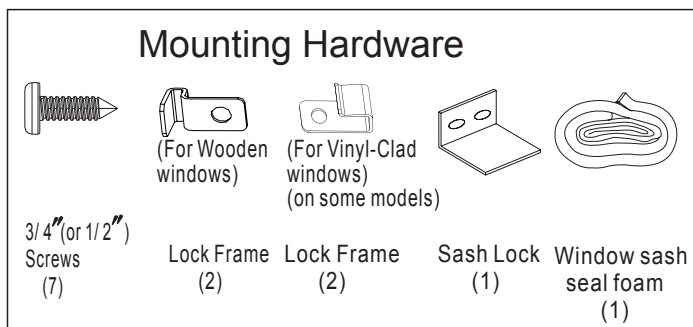 Mounting Hardware
3/4"(or 1/2")
Screws
(7)
(For Wooden
windows)
Lock Frame
(2)
(For Vinyl-Clad
windows)
(on some models)
Lock Frame
(2)
Sash Lock
(1)
Window sash
seal foam
(1)